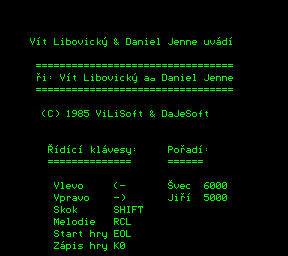 Vít Libovický & Daniel Jenne uvádí
==================================
ři: Vít Libovický a Daniel Jenne
==================================
(C) 1985 ViLiSoft & DaJeSoft
Řídící klávesy: Pořadí:
============== ======
Vlevo (- Švec 6000
Vpravo -) Jiří 5000
Skok SHIFT
Melodie RCL
Start hry EOL
Zápis hry K0